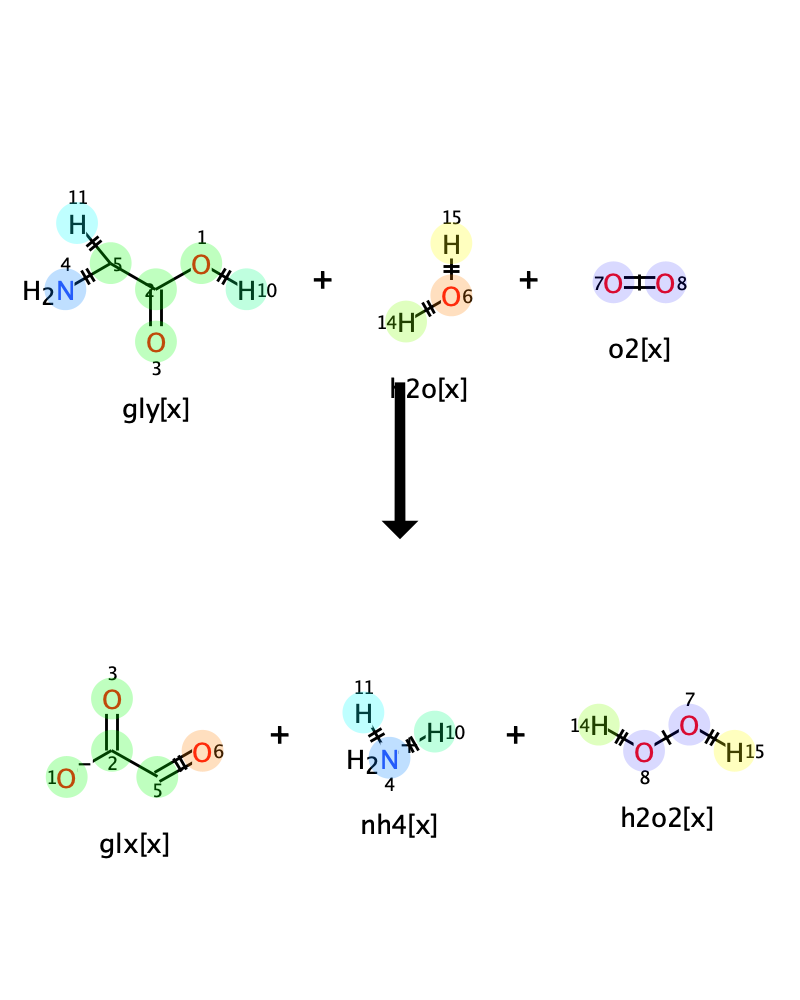 11
H
4
H2N
5
2
1
O
H10
O
3
gly[x]
+
15
H
O6
14H
h2o[x]
+
7O
O8
o2[x]
3
O
1O−
2
5
O6
glx[x]
+
11
H
H10
H2N
4
nh4[x]
+
14H
7
O
O
8
H15
h2o2[x]